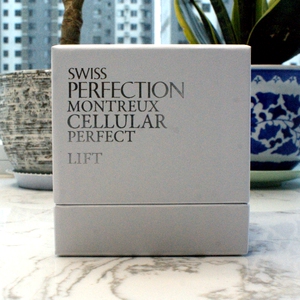 SWISS
PERFECTION
MONTREUX
CELLULAR
PERFECT
LIFT